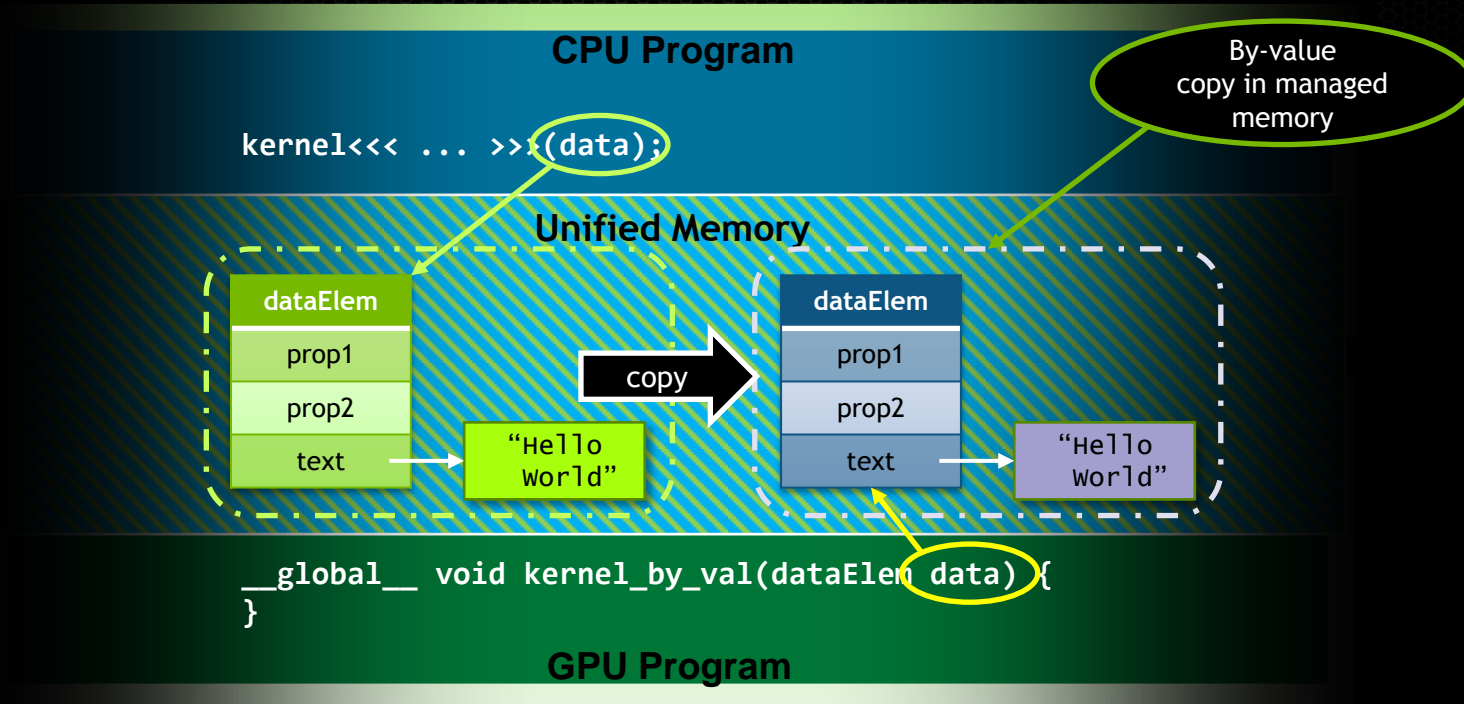 CPU Program
By-value
copy in managed
memory
kernel<<< ... >>>(data);
Unified Memory
dataElem
prop1
prop2
text
“Hello
World”
copy
dataElem
prop1
prop2
text
“Hello
World”
__global__ void kernel_by_val(dataElem data) {
}
GPU Program